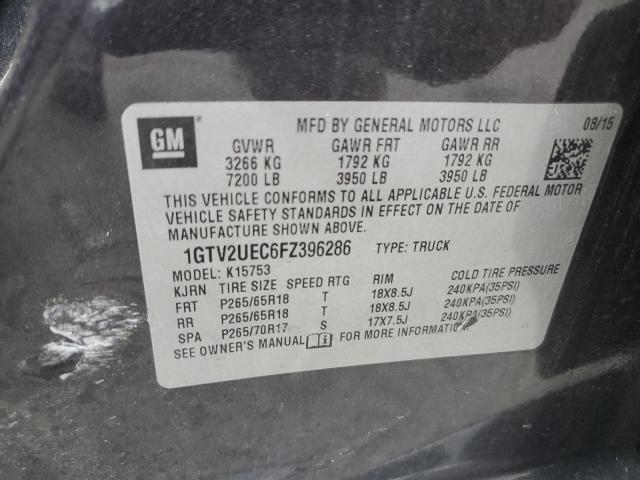 GM
MFD BY GENERAL MOTORS LLC 08/15
GVWR GAWR FRT GAWR RR
3266 KG 1792 KG 1792 KG
7200 LB 3950 LB 3950 LB
THIS VEHICLE CONFORMS TO ALL APPLICABLE U.S. FEDERAL MOTOR
VEHICLE SAFETY STANDARDS IN EFFECT ON THE DATE OF
MANUFACTURE SHOWN ABOVE.
1GTV2UEC6FZ396286 TYPE: TRUCK
MODEL: K15753
KJRN TIRE SIZE SPEED RTG RIM COLD TIRE PRESSURE
FRT P265/65R18 T 18X8.5J 240KPA(35PSI)
RR P265/65R18 T 18X8.5J 240KPA(35PSI)
SPA P265/70R17 S 17X7.5J 240KPA(35PSI)
SEE OWNER'S MANUAL FOR MORE INFORMATION.